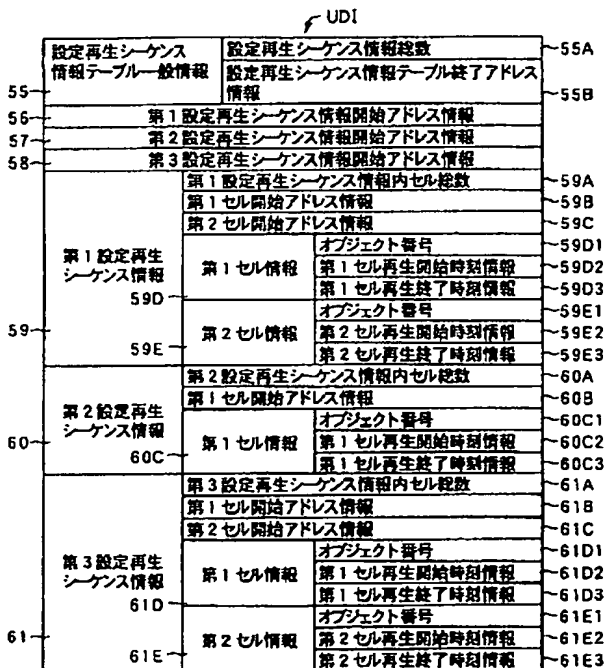 UDI
設定再生シーケンス
情報テーブル一般情報
設定再生シーケンス情報総数
55A
設定再生シーケンス情報テーブル終了アドレス
情報
55B
55
56
第1設定再生シーケンス情報開始アドレス情報
57
第2設定再生シーケンス情報開始アドレス情報
58
第3設定再生シーケンス情報開始アドレス情報
第1設定再生シーケンス情報内セル総数
59A
第1セル開始アドレス情報
59B
第2セル開始アドレス情報
59C
第1設定再生
シーケンス情報
59
59D
第1セル情報
オブジェクト番号
59D1
第1セル再生開始時刻情報
59D2
第1セル再生終了時刻情報
59D3
59E
第2セル情報
オブジェクト番号
59E1
第2セル再生開始時刻情報
59E2
第2セル再生終了時刻情報
59E3
第2設定再生シーケンス情報内セル総数
60A
第1セル開始アドレス情報
60B
第2設定再生
シーケンス情報
60
60C
第1セル情報
オブジェクト番号
60C1
第1セル再生開始時刻情報
60C2
第1セル再生終了時刻情報
60C3
第3設定再生シーケンス情報内セル総数
61A
第1セル開始アドレス情報
61B
第2セル開始アドレス情報
61C
第3設定再生
シーケンス情報
61
61D
第1セル情報
オブジェクト番号
61D1
第1セル再生開始時刻情報
61D2
第1セル再生終了時刻情報
61D3
61E
第2セル情報
オブジェクト番号
61E1
第2セル再生開始時刻情報
61E2
第2セル再生終了時刻情報
61E3